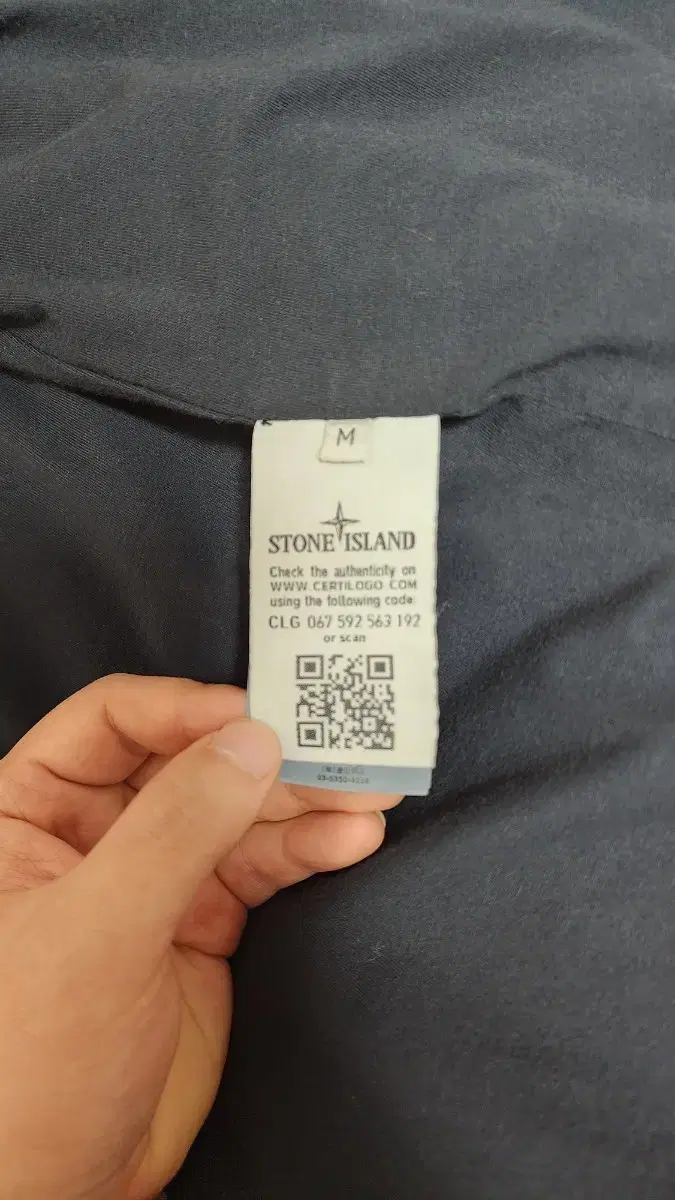 M
STONE ISLAND
Check the authenticity on
WWW.CERTILOGO.COM
using the following code:
CLG 067 592 563 192
or scan